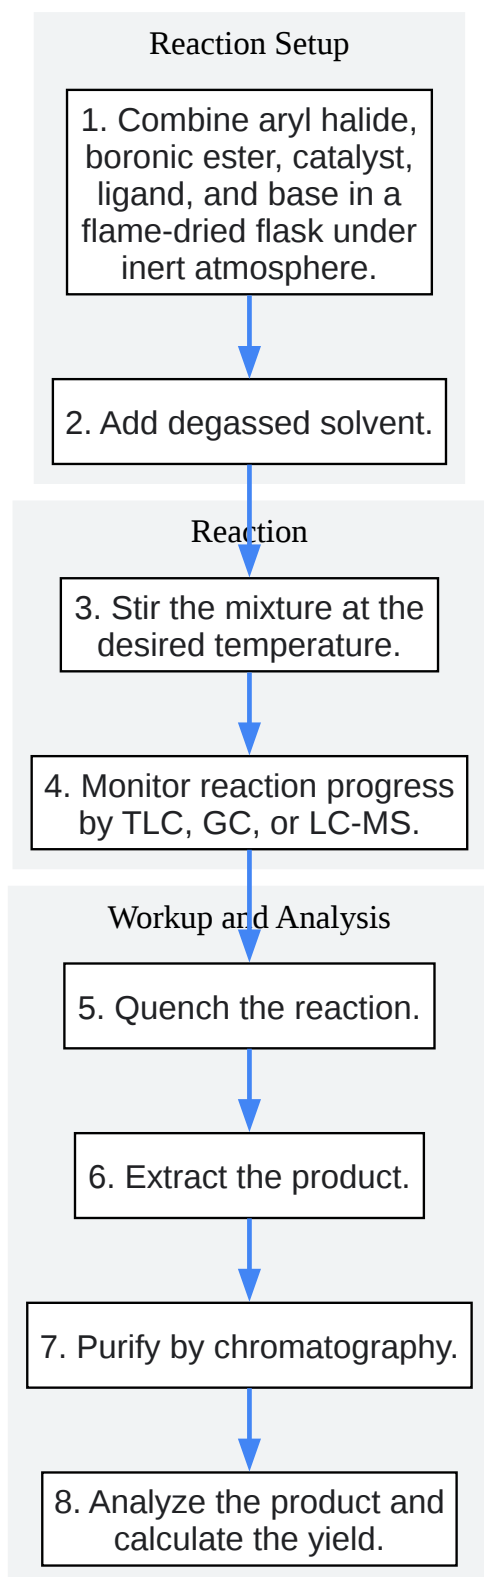 Reaction Setup
1. Combine aryl halide,
boronic ester, catalyst,
ligand, and base in a
flame-dried flask under
inert atmosphere.
2. Add degassed solvent.
Reaction
3. Stir the mixture at the
desired temperature.
4. Monitor reaction progress
by TLC, GC, or LC-MS.
Workup and Analysis
5. Quench the reaction.
6. Extract the product.
7. Purify by chromatography.
8. Analyze the product and
calculate the yield.